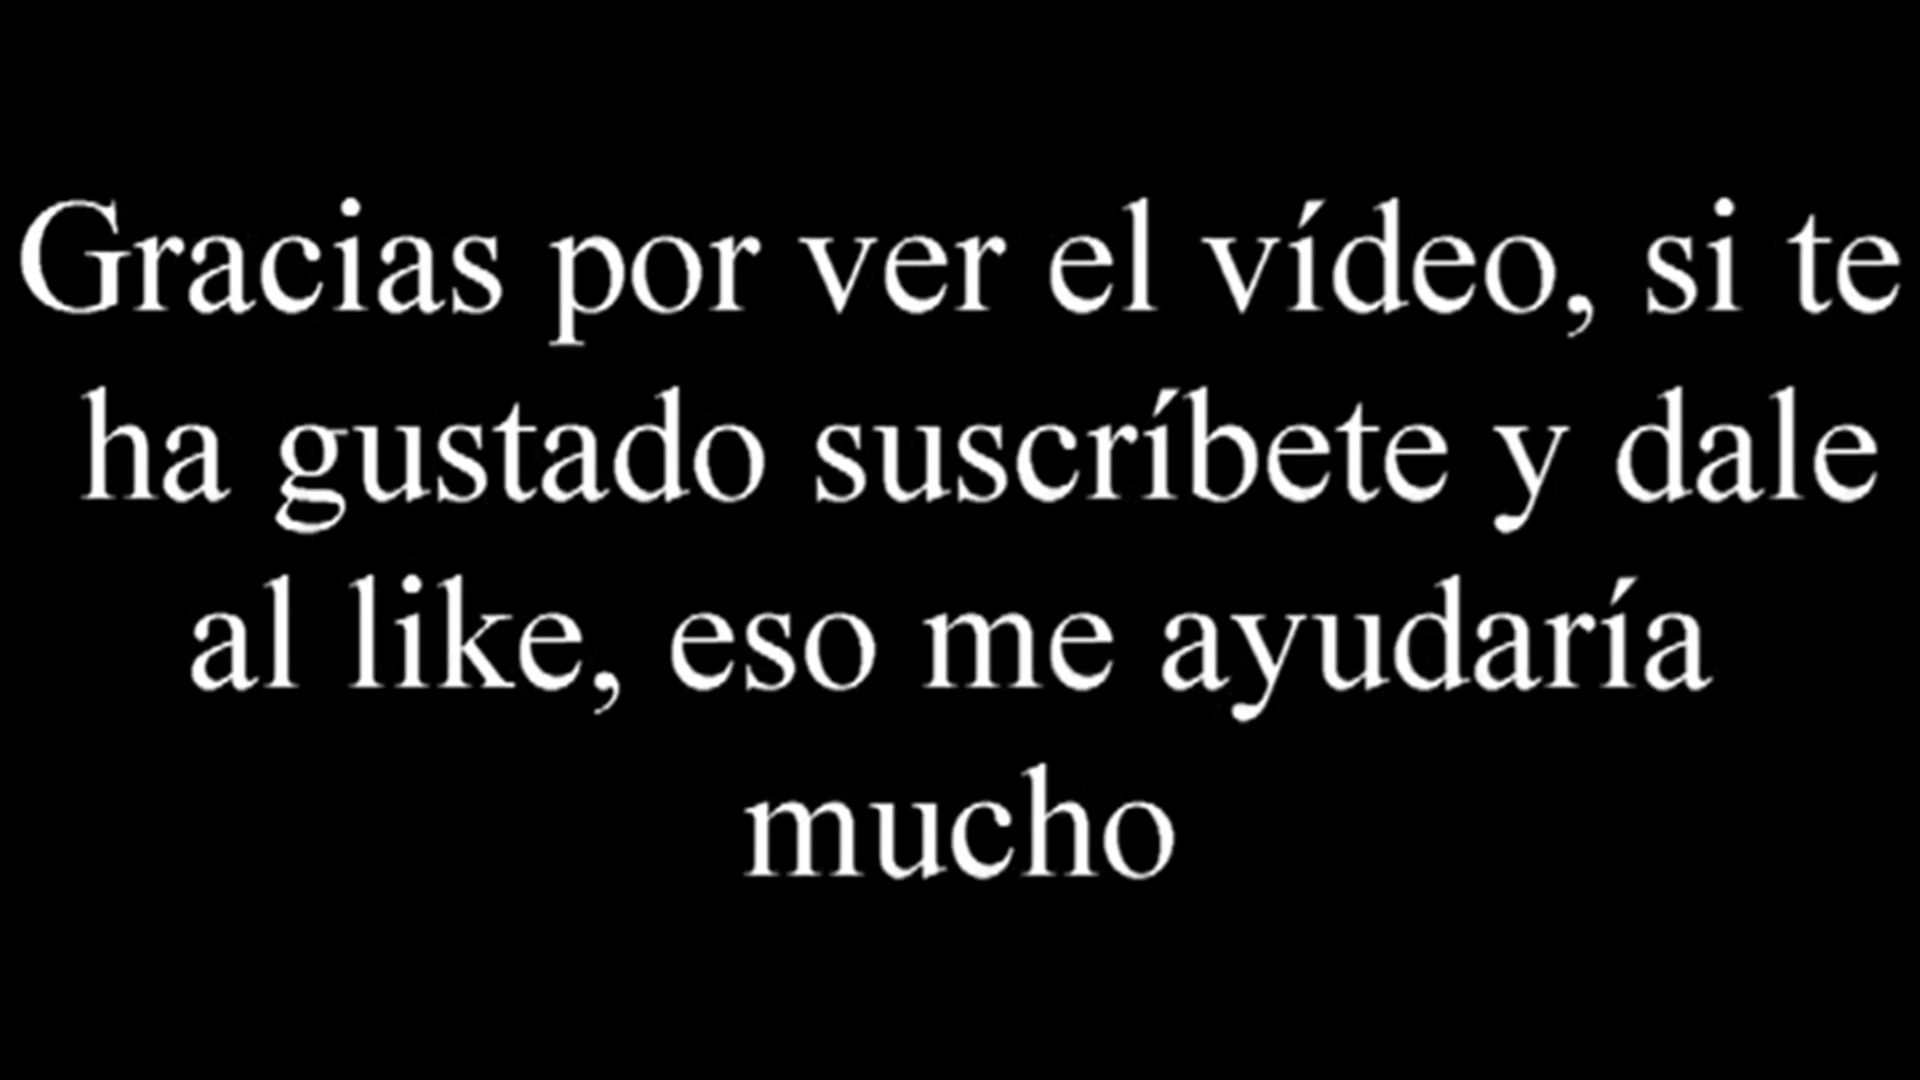 Gracias por ver el vídeo, si te
ha gustado suscríbete y dale
al like, eso me ayudaría
mucho